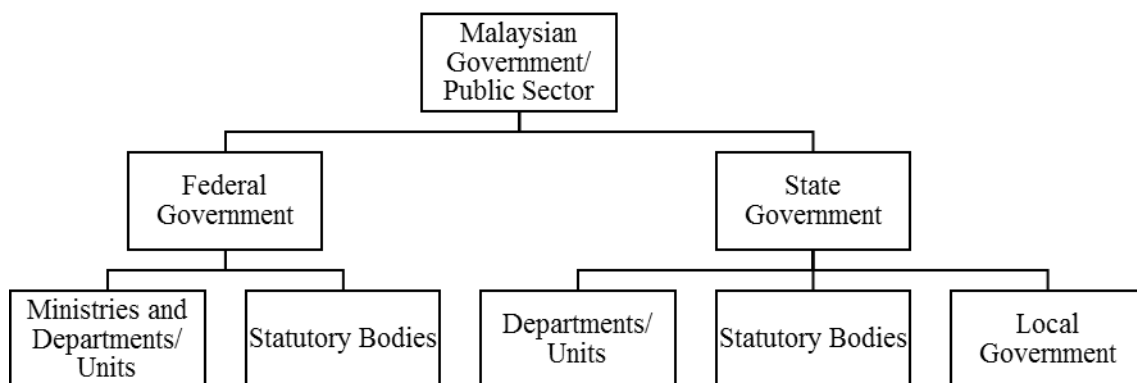 Malaysian
Government/
Public Sector
Federal
Government
State
Government
Ministries and
Departments/
Units
Statutory Bodies
Departments/
Units
Statutory Bodies
Local
Government